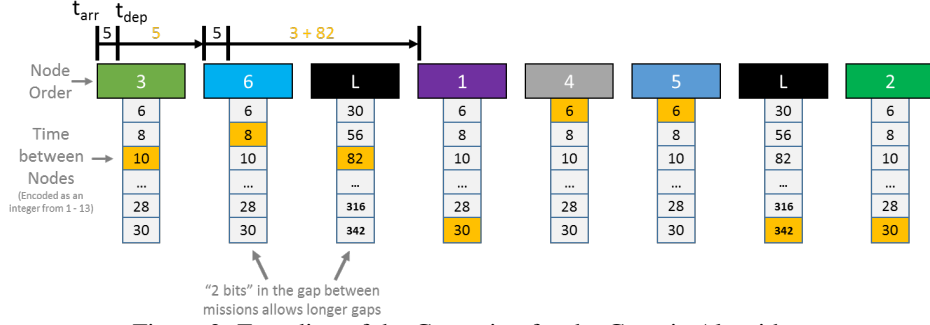 t_arr t_dep
5 5 5 3 + 82
Node Order
3 6 L 1 4 5 L 2
6 6 30 6 6 6 30 6
8 8 56 8 8 8 56 8
Time between Nodes
10 10 82 10 10 10 82 10
(Encoded as an Integer from 1 - 13)
... ... ... ... ... ... ... ...
28 28 316 28 28 28 316 28
30 30 342 30 30 30 342 30
“2 bits” in the gap between
missions allows longer gaps